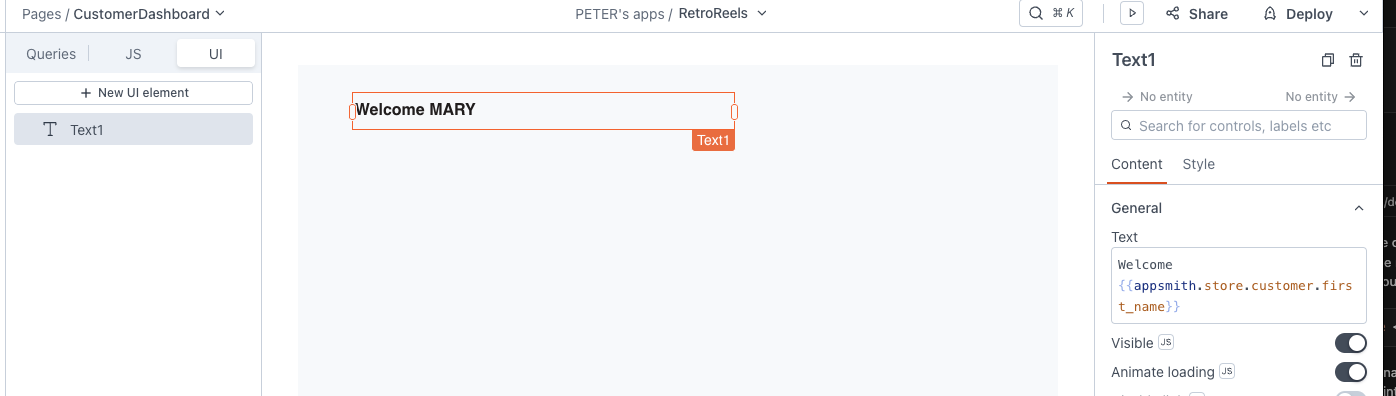 Pages / CustomerDashboard
PETER's apps / RetroReels
⌘ K
Share
Deploy
Queries
JS
UI
+ New UI element
Text1
Welcome MARY
Text1
Text1
→ No entity
No entity →
Search for controls, labels etc
Content
Style
General
Text
Welcome
{{appsmith.store.customer.firs
t_name}}
Visible JS
Animate loading JS